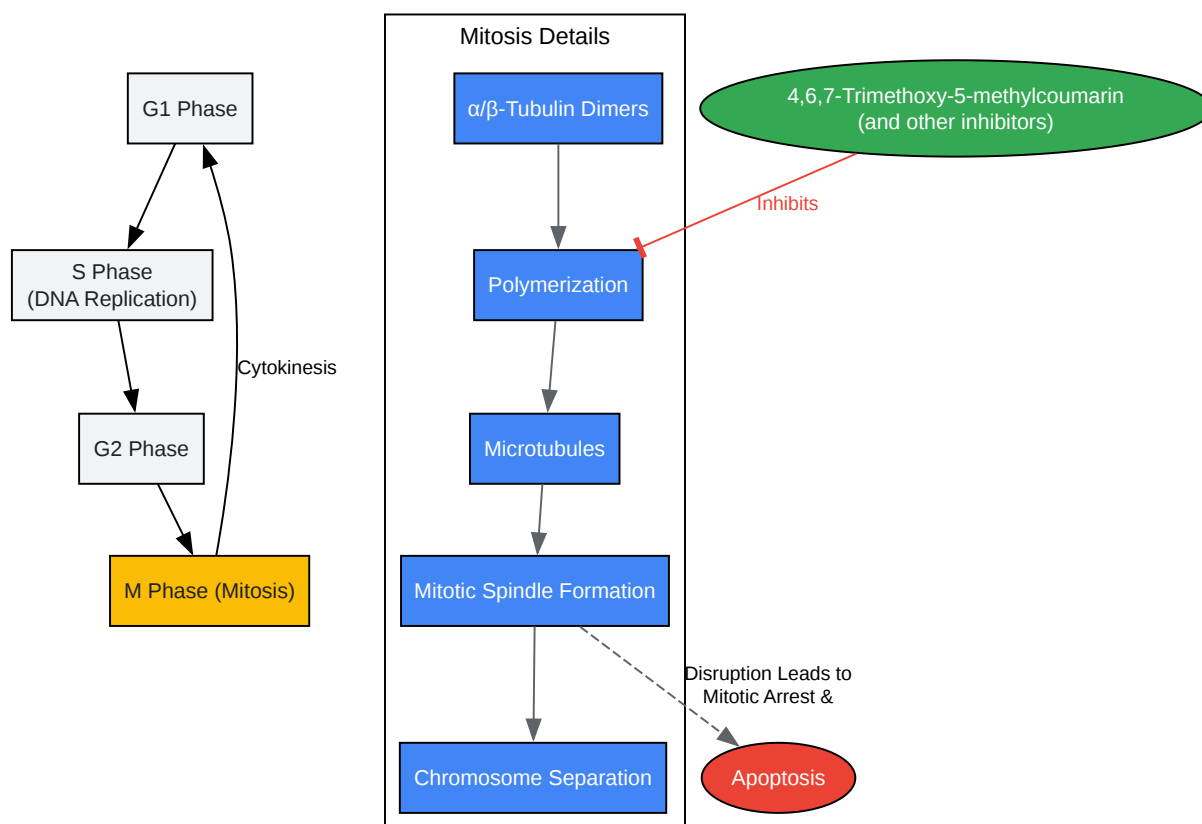 G1 Phase
S Phase
(DNA Replication)
G2 Phase
M Phase (Mitosis)
Cytokinesis
Mitosis Details
α/β-Tubulin Dimers
Polymerization
Microtubules
Mitotic Spindle Formation
Chromosome Separation
4,6,7-Trimethoxy-5-methylcoumarin
(and other inhibitors)
Inhibits
Disruption Leads to
Mitotic Arrest &
Apoptosis